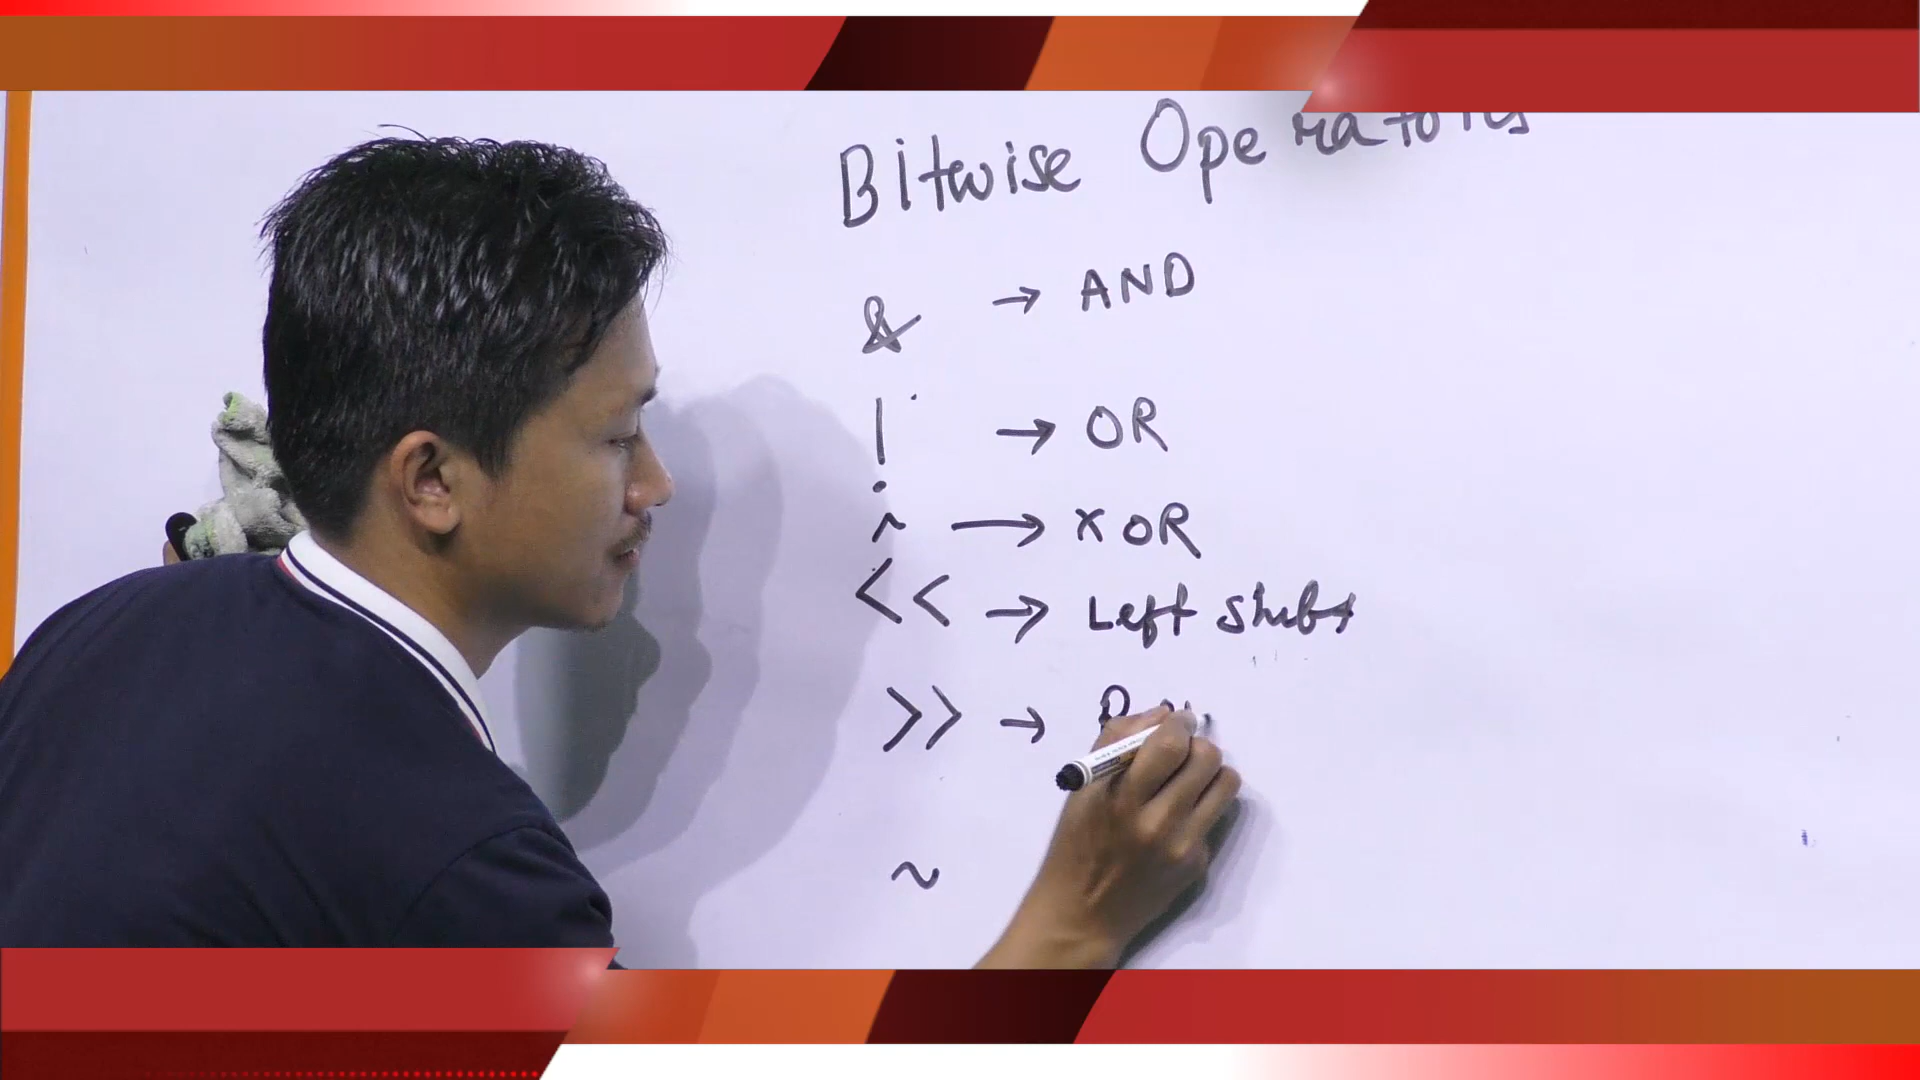 Bitwise Operators
& → AND
| → OR
^ → XOR
<< → Left Shift
>> →
~